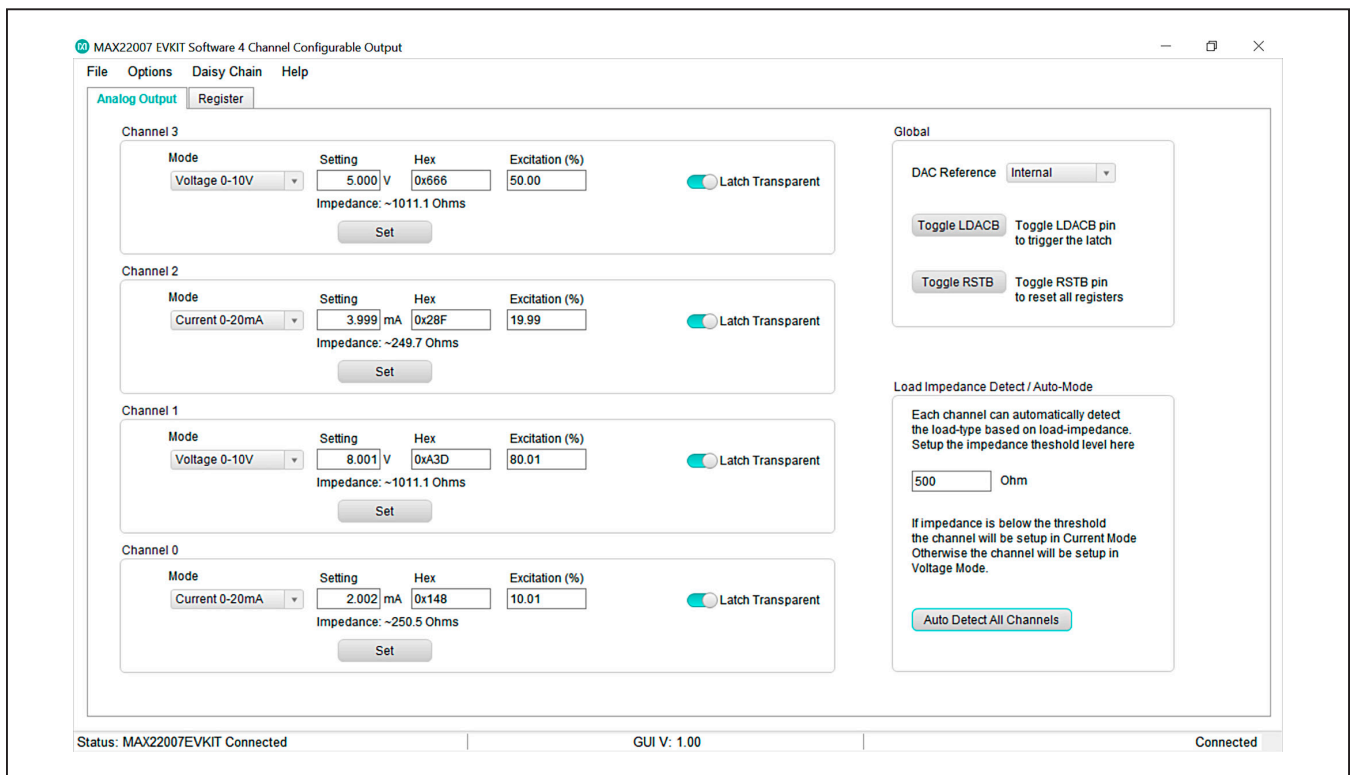 MAX22007 EVKIT Software 4 Channel Configurable Output
File Options Daisy Chain Help
Analog Output Register
Channel 3
Mode Setting Hex Excitation (%)
Voltage 0-10V 5.000 V 0x666 50.00 Latch Transparent
Impedance: ~1011.1 Ohms
Set
Channel 2
Mode Setting Hex Excitation (%)
Current 0-20mA 3.999 mA 0x28F 19.99 Latch Transparent
Impedance: ~249.7 Ohms
Set
Channel 1
Mode Setting Hex Excitation (%)
Voltage 0-10V 8.001 V 0xA3D 80.01 Latch Transparent
Impedance: ~1011.1 Ohms
Set
Channel 0
Mode Setting Hex Excitation (%)
Current 0-20mA 2.002 mA 0x148 10.01 Latch Transparent
Impedance: ~250.5 Ohms
Set
Global
DAC Reference Internal
Toggle LDACB Toggle LDACB pin
to trigger the latch
Toggle RSTB Toggle RSTB pin
to reset all registers
Load Impedance Detect / Auto-Mode
Each channel can automatically detect
the load-type based on load-impedance.
Setup the impedance theshold level here
500 Ohm
If impedance is below the threshold
the channel will be setup in Current Mode
Otherwise the channel will be setup in
Voltage Mode.
Auto Detect All Channels
Status: MAX22007EVKIT Connected GUI V: 1.00 Connected